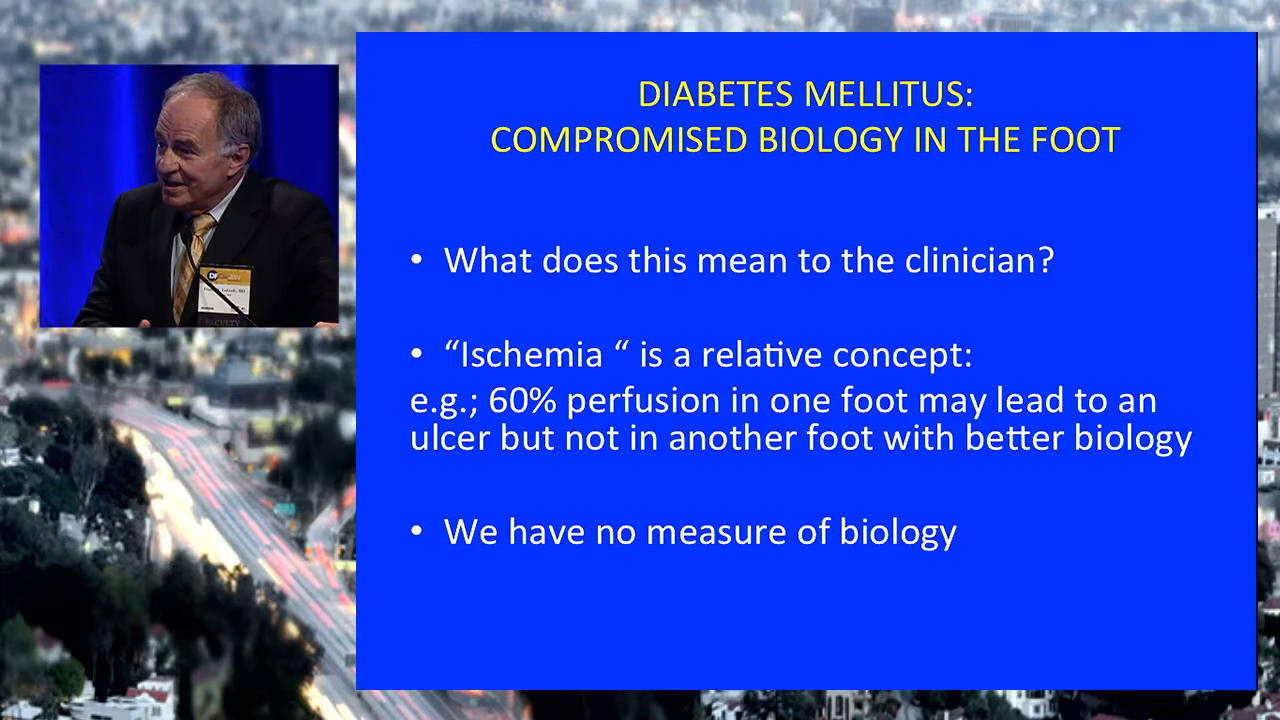 DIABETES MELLITUS:
COMPROMISED BIOLOGY IN THE FOOT
• What does this mean to the clinician?
• “Ischemia “ is a relative concept:
e.g.; 60% perfusion in one foot may lead to an
ulcer but not in another foot with better biology
• We have no measure of biology
DF
FACULTY